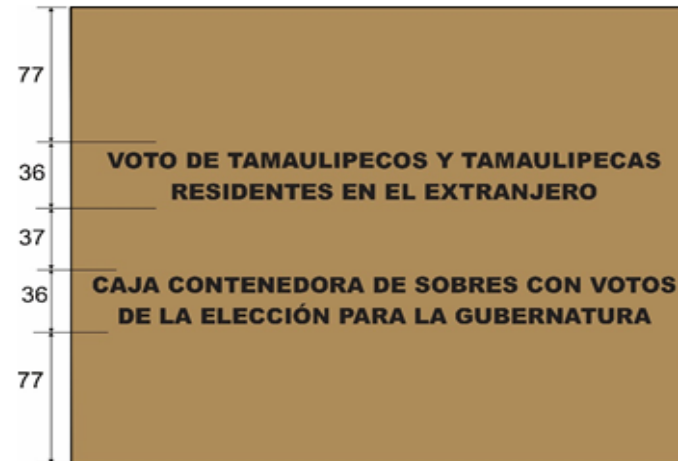 77
36
VOTO DE TAMAULIPECOS Y TAMAULIPECAS
RESIDENTES EN EL EXTRANJERO
37
36
CAJA CONTENEDORA DE SOBRES CON VOTOS
DE LA ELECCIÓN PARA LA GUBERNATURA
77